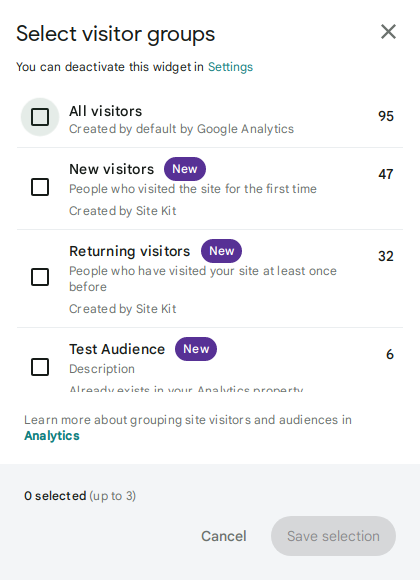 Select visitor groups
You can deactivate this widget in Settings
All visitors
95
Created by default by Google Analytics
New visitors New
47
People who visited the site for the first time
Created by Site Kit
Returning visitors New
32
People who have visited your site at least once
before
Created by Site Kit
Test Audience New
6
Description
Already exists in your Analytics property
Learn more about grouping site visitors and audiences in
Analytics
0 selected (up to 3)
Cancel
Save selection